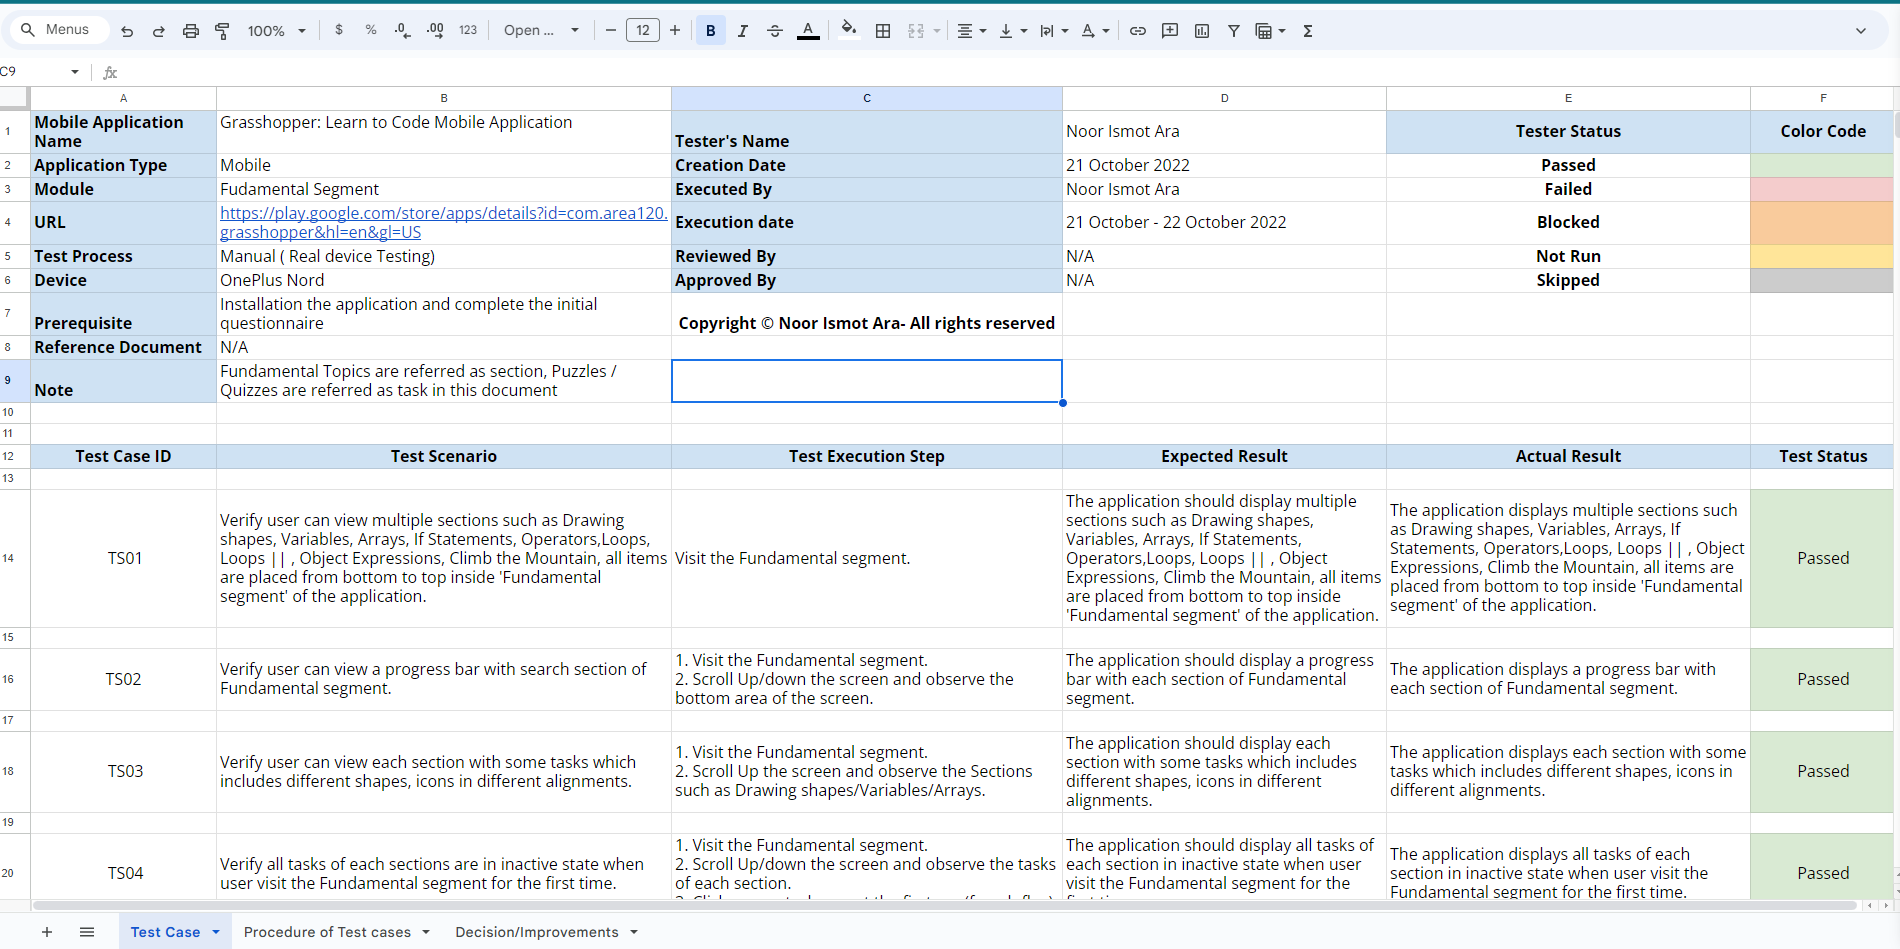 Menus 100% $ % .0 .00 123 Open ... 12 B I A
C9 fx
A B C D E F
1 Mobile Application Name Grasshopper: Learn to Code Mobile Application Tester's Name Noor Ismot Ara Tester Status Color Code
2 Application Type Mobile Creation Date 21 October 2022 Passed
3 Module Fudamental Segment Executed By Noor Ismot Ara Failed
4 URL https://play.google.com/store/apps/details?id=com.area120.grasshopper&hl=en&gl=US Execution date 21 October - 22 October 2022 Blocked
5 Test Process Manual ( Real device Testing) Reviewed By N/A Not Run
6 Device OnePlus Nord Approved By N/A Skipped
7 Prerequisite Installation the application and complete the initial questionnaire Copyright © Noor Ismot Ara- All rights reserved
8 Reference Document N/A
9 Note Fundamental Topics are referred as section, Puzzles / Quizzes are referred as task in this document
10
11
12 Test Case ID Test Scenario Test Execution Step Expected Result Actual Result Test Status
13
14
TS01
Verify user can view multiple sections such as Drawing
shapes, Variables, Arrays, If Statements, Operators,Loops,
Loops || , Object Expressions, Climb the Mountain, all items
are placed from bottom to top inside 'Fundamental
segment' of the application.
Visit the Fundamental segment.
The application should display multiple
sections such as Drawing shapes,
Variables, Arrays, If Statements,
Operators,Loops, Loops || , Object
Expressions, Climb the Mountain, all items
are placed from bottom to top inside
'Fundamental segment' of the application.
The application displays multiple sections such
as Drawing shapes, Variables, Arrays, If
Statements, Operators,Loops, Loops || , Object
Expressions, Climb the Mountain, all items are
placed from bottom to top inside 'Fundamental
segment' of the application.
Passed
15
16
TS02
Verify user can view a progress bar with search section of
Fundamental segment.
1. Visit the Fundamental segment.
2. Scroll Up/down the screen and observe the
bottom area of the screen.
The application should display a progress
bar with each section of Fundamental
segment.
The application displays a progress bar with
each section of Fundamental segment.
Passed
17
18
TS03
Verify user can view each section with some tasks which
includes different shapes, icons in different alignments.
1. Visit the Fundamental segment.
2. Scroll Up the screen and observe the Sections
such as Drawing shapes/Variables/Arrays.
The application should display each
section with some tasks which includes
different shapes, icons in different
alignments.
The application displays each section with some
tasks which includes different shapes, icons in
different alignments.
Passed
19
20
TS04
Verify all tasks of each sections are in inactive state when
user visit the Fundamental segment for the first time.
1. Visit the Fundamental segment.
2. Scroll Up/down the screen and observe the tasks
of each section.
The application should display all tasks of
each section in inactive state when user
visit the Fundamental segment for the
The application displays all tasks of each
section in inactive state when user visit the
Fundamental segment for the first time.
Passed
Test Case Procedure of Test cases Decision/Improvements